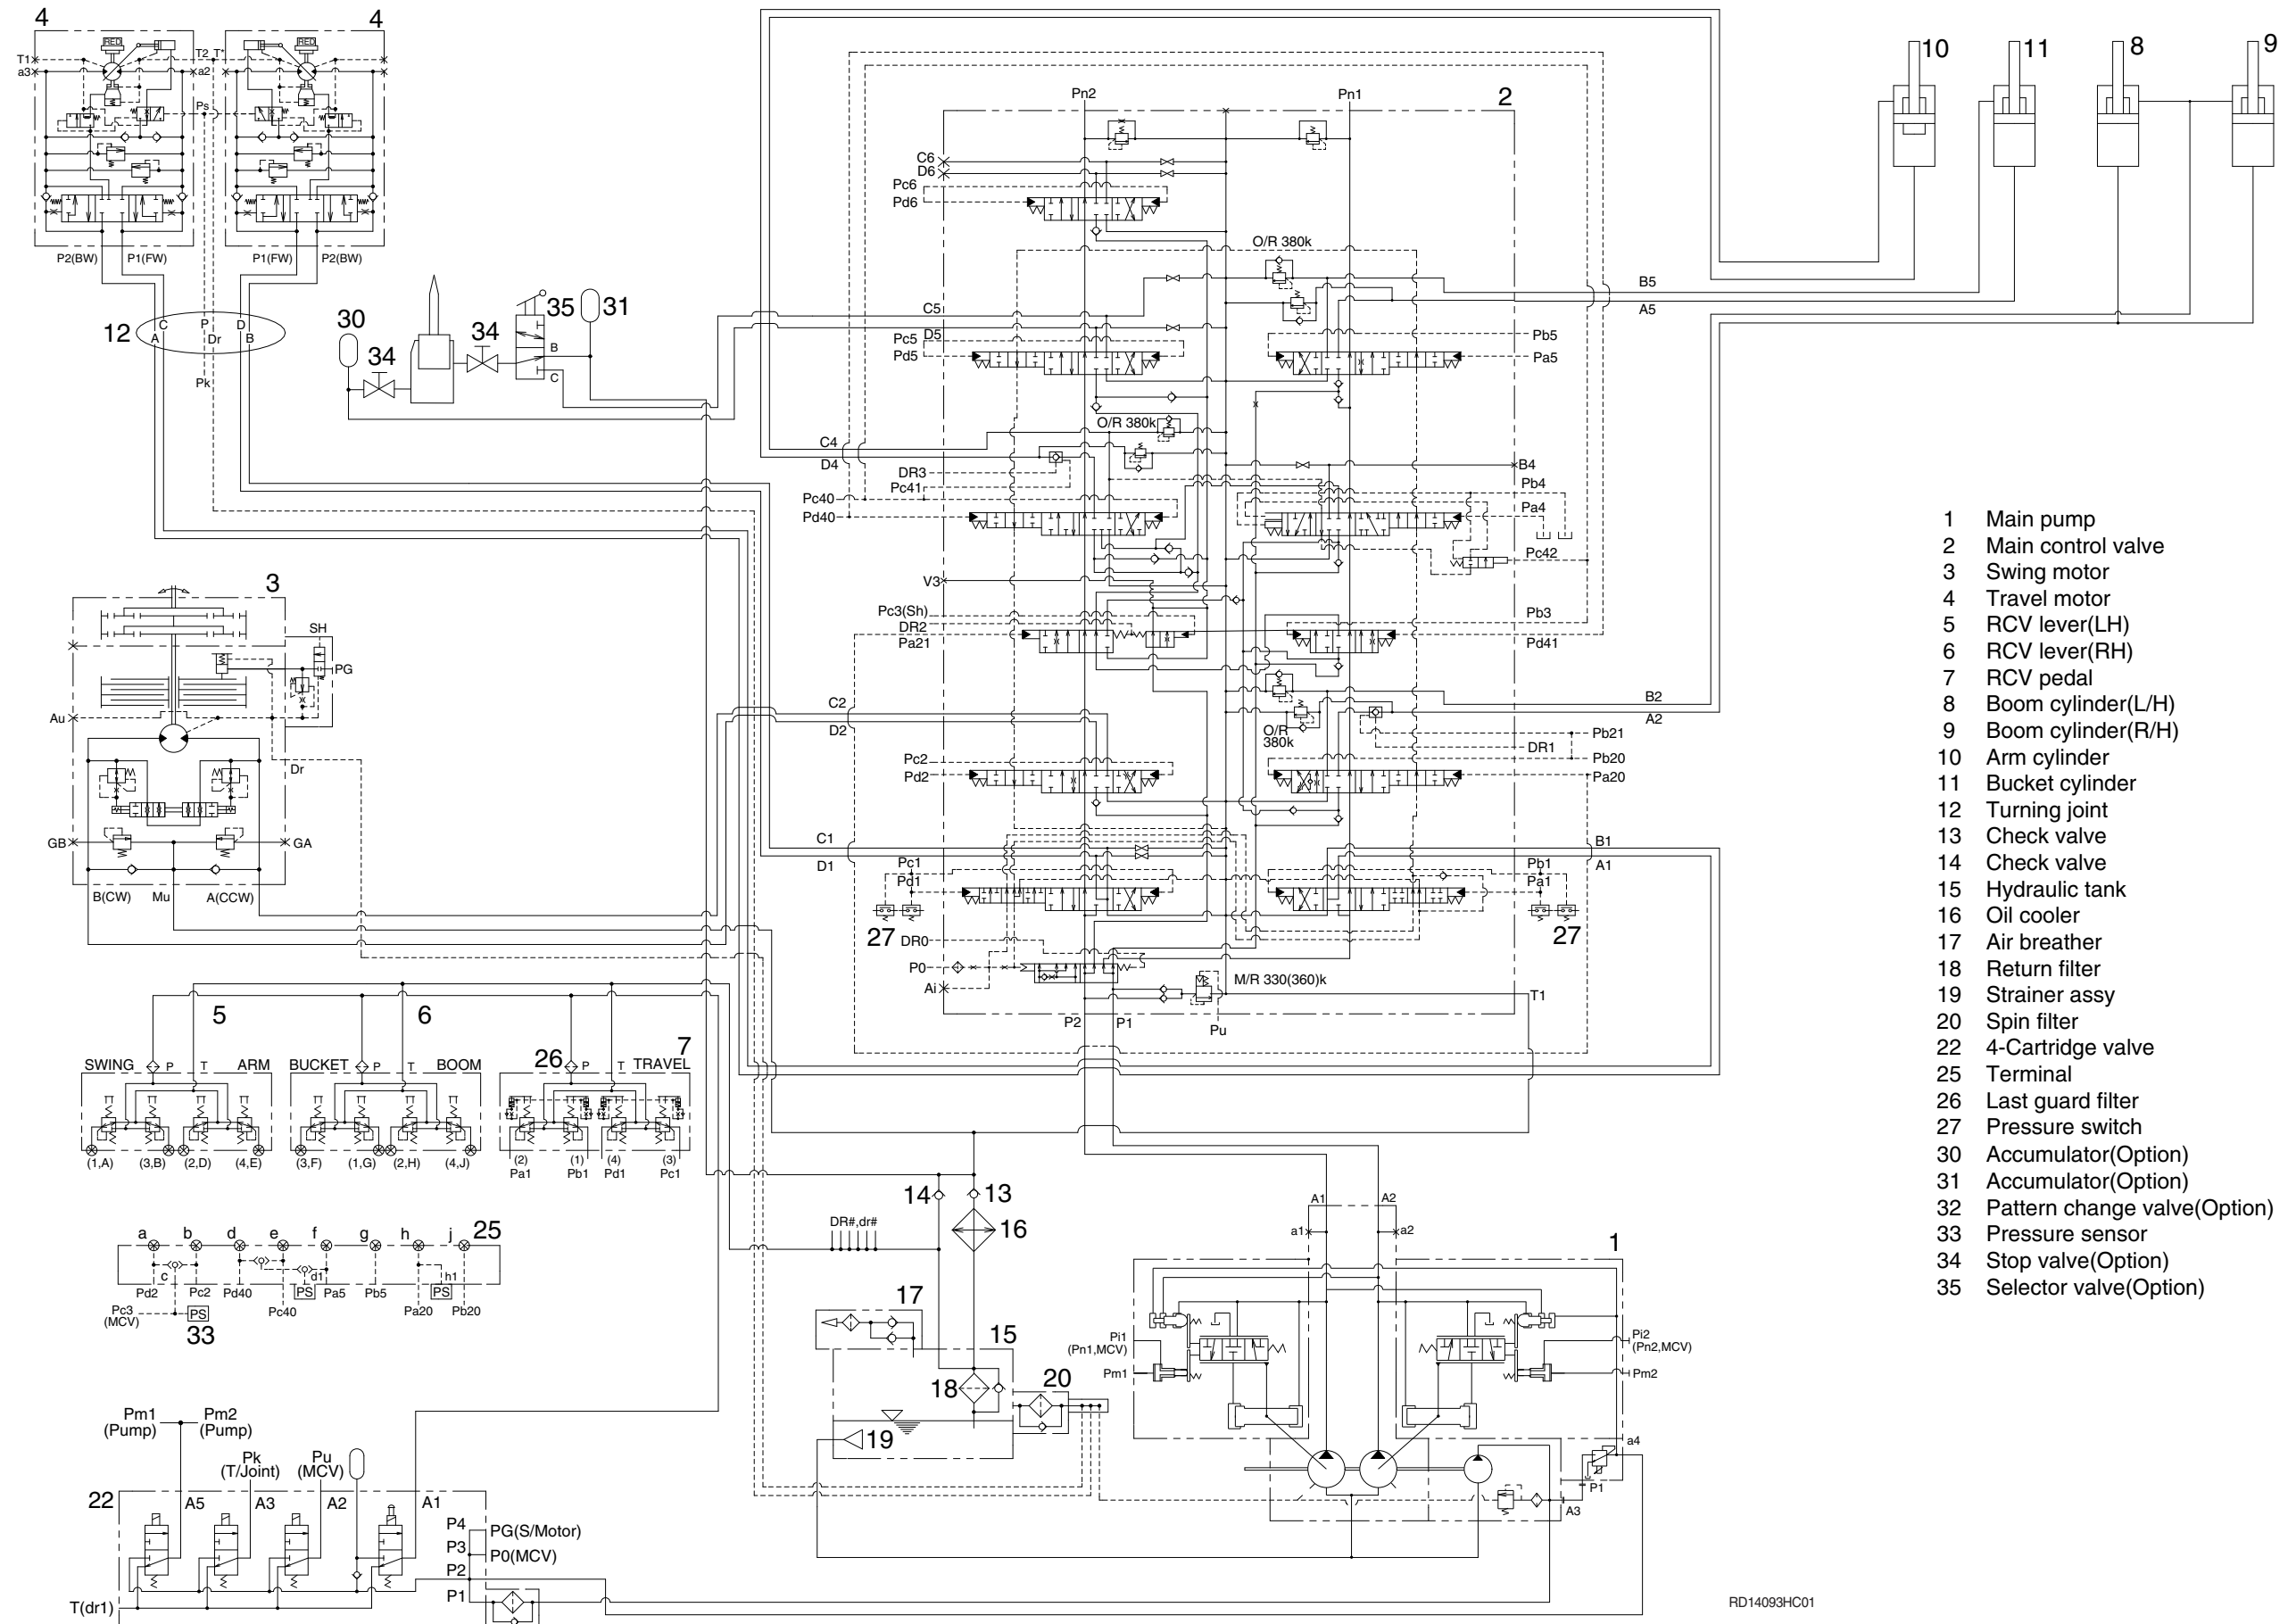 4
4
RED
RED
T1
a3
T2
T*
a2
Ps
P2(BW)
P1(FW)
P1(FW)
P2(BW)
12
C
P
D
A
Dr
B
Pk
30
34
34
35
31
B
C
Pn2
Pn1
2
10
11
8
9
C6
D6
Pc6
Pd6
O/R 380k
B5
A5
C5
D5
Pc5
Pd5
Pb5
Pa5
O/R 380k
C4
D4
DR3
Pc41
Pc40
Pd40
B4
Pb4
Pa4
Pc42
V3
Pc3(Sh)
DR2
Pa21
Pb3
Pd41
C2
D2
B2
A2
O/R
380k
Pb21
DR1
Pb20
Pa20
Pc2
Pd2
C1
D1
B1
A1
Pc1
Pd1
Pb1
Pa1
27
27
DR0
P0
Ai
M/R 330(360)k
T1
P2
P1
Pu
3
SH
PG
Au
Dr
GB
GA
B(CW)
Mu
A(CCW)
5
6
7
SWING
P
T
ARM
BUCKET
P
T
BOOM
26
P
T
TRAVEL
(1,A)
(3,B)
(2,D)
(4,E)
(3,F)
(1,G)
(2,H)
(4,J)
(2)
(1)
(4)
(3)
Pa1
Pb1
Pd1
Pc1
a
b
d
e
f
g
h
j
25
c
d1
h1
PS
PS
Pd2
Pc2
Pd40
Pa5
Pb5
Pc40
Pa20
Pb20
Pc3
(MCV)
PS
33
14
13
16
DR#,dr#
17
15
18
20
19
A1
A2
a1
a2
1
Pi1
(Pn1,MCV)
Pm1
Pi2
(Pn2,MCV)
Pm2
a4
P1
A3
Pm1
(Pump)
Pm2
(Pump)
Pk
(T/Joint)
Pu
(MCV)
22
A5
A3
A2
A1
P4
PG(S/Motor)
P3
P0(MCV)
P2
P1
T(dr1)
1 Main pump
2 Main control valve
3 Swing motor
4 Travel motor
5 RCV lever(LH)
6 RCV lever(RH)
7 RCV pedal
8 Boom cylinder(L/H)
9 Boom cylinder(R/H)
10 Arm cylinder
11 Bucket cylinder
12 Turning joint
13 Check valve
14 Check valve
15 Hydraulic tank
16 Oil cooler
17 Air breather
18 Return filter
19 Strainer assy
20 Spin filter
22 4-Cartridge valve
25 Terminal
26 Last guard filter
27 Pressure switch
30 Accumulator(Option)
31 Accumulator(Option)
32 Pattern change valve(Option)
33 Pressure sensor
34 Stop valve(Option)
35 Selector valve(Option)
RD14093HC01